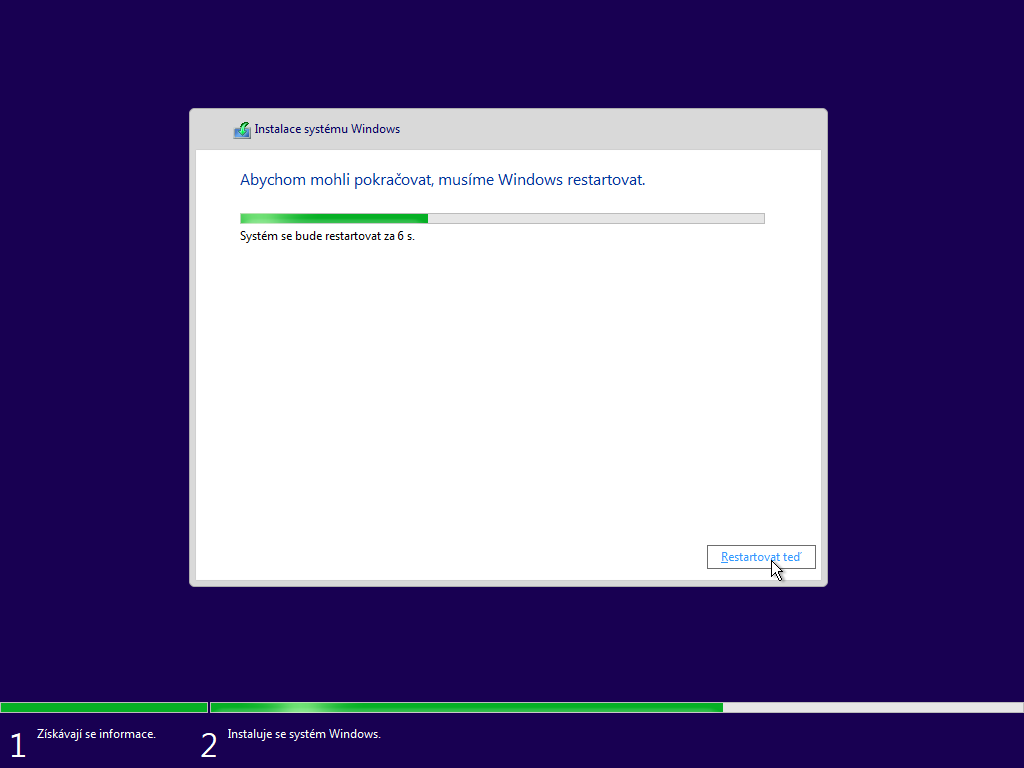 Instalace systému Windows
Abychom mohli pokračovat, musíme Windows restartovat.
Systém se bude restartovat za 6 s.
Restartovat teď
1 Získávají se informace. 2 Instaluje se systém Windows.